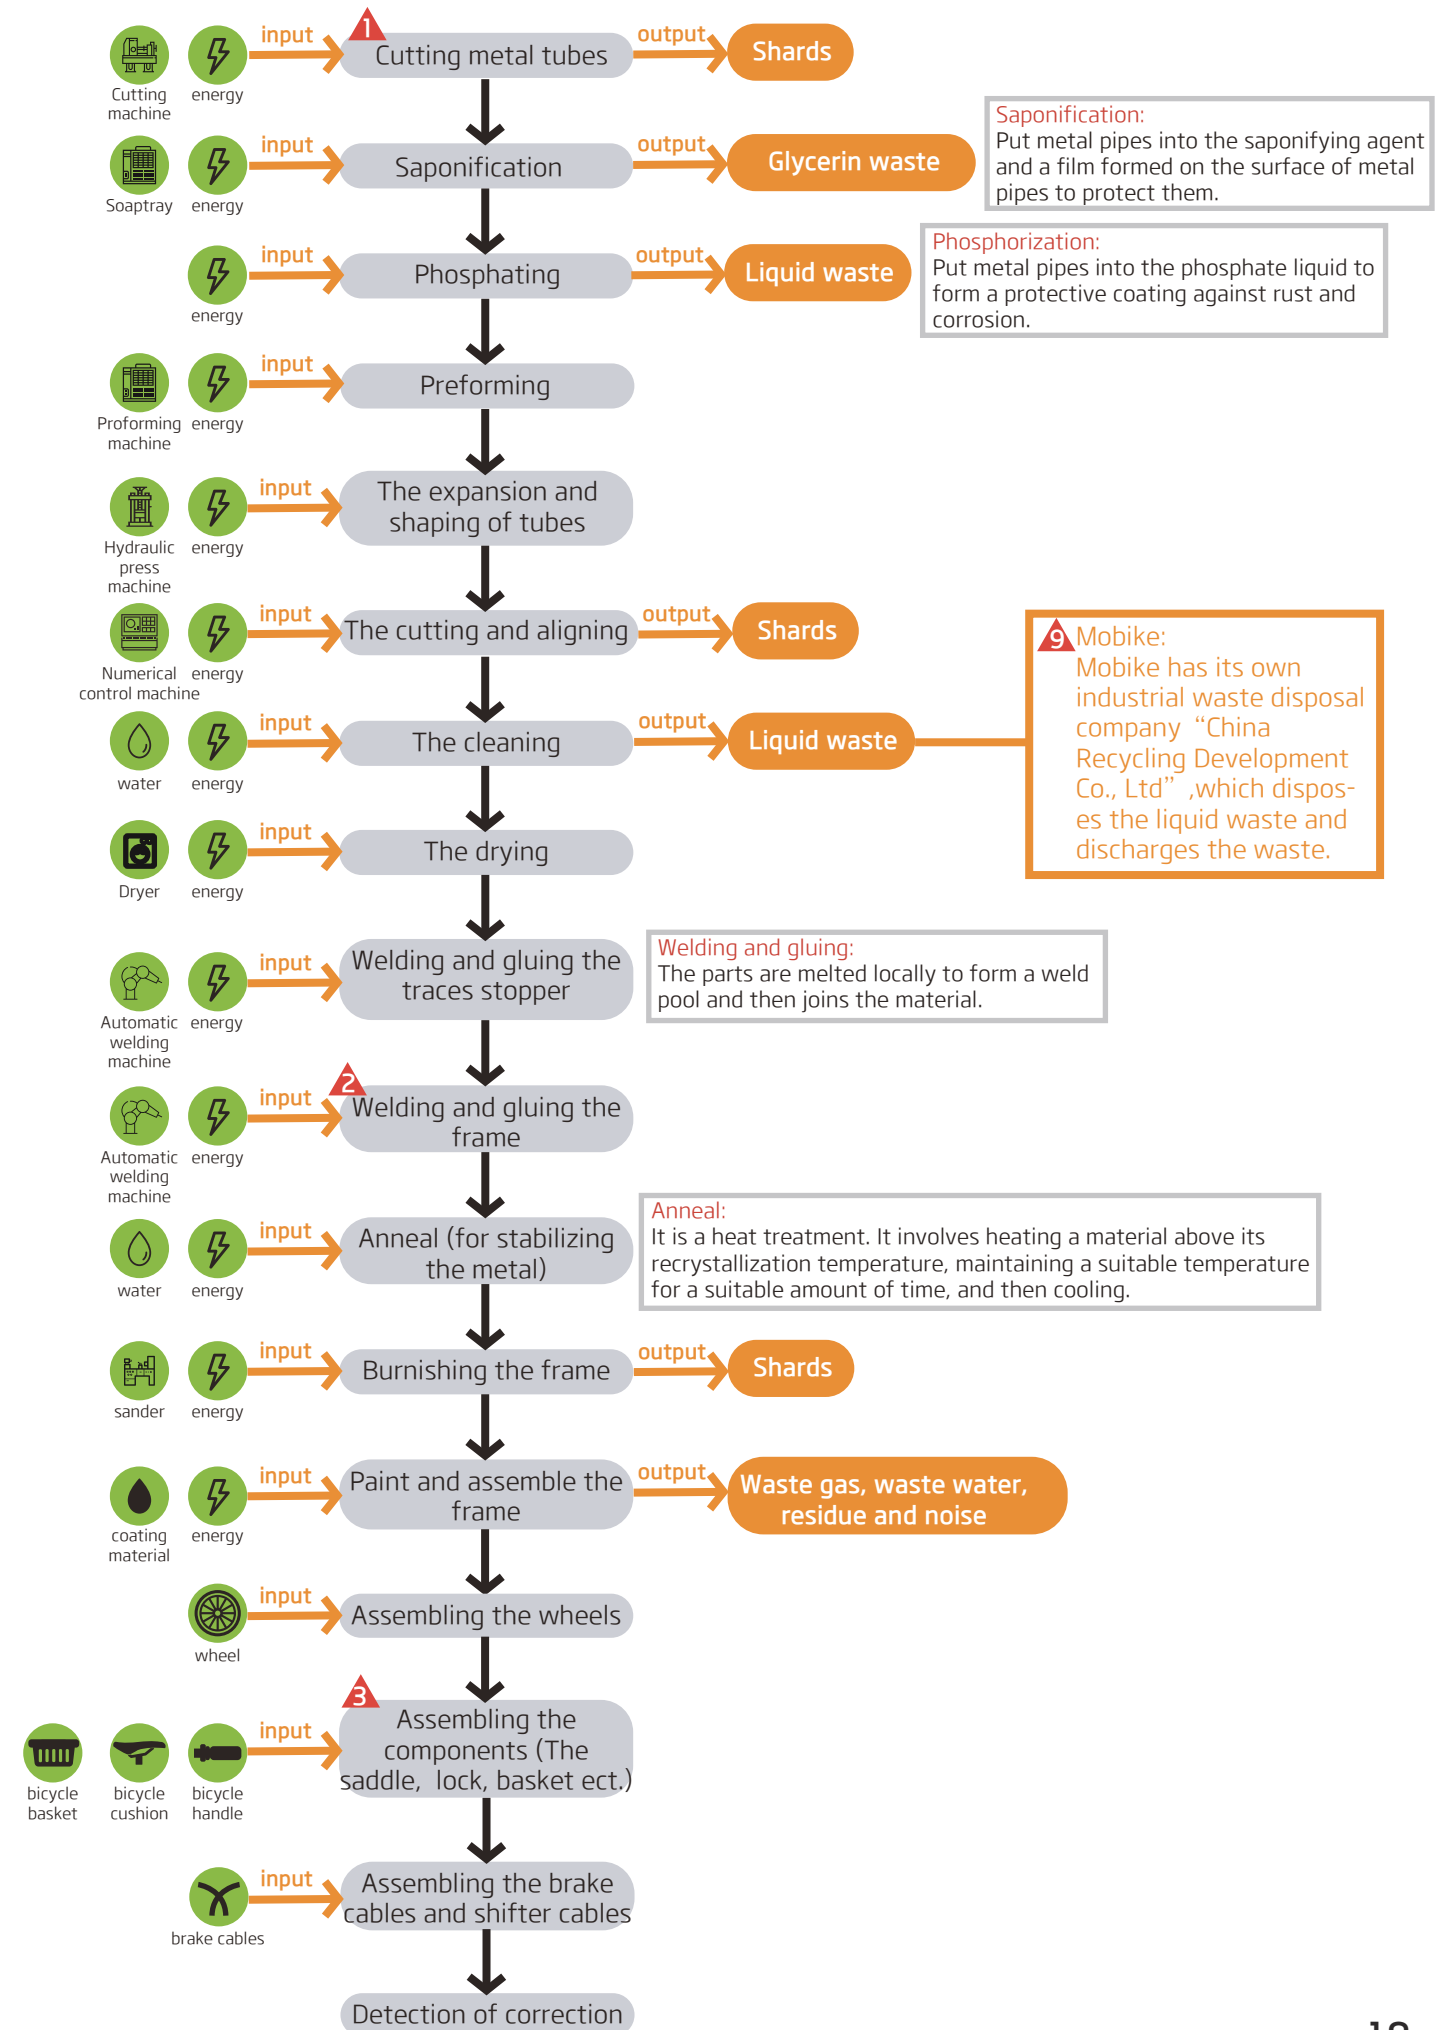 1
input
output
Cutting metal tubes
Shards
Cutting
machine
energy
Saponification:
Put metal pipes into the saponifying agent
and a film formed on the surface of metal
pipes to protect them.
input
output
Saponification
Glycerin waste
Soaptray
energy
Phosphorization:
Put metal pipes into the phosphate liquid to
form a protective coating against rust and
corrosion.
input
output
Phosphating
Liquid waste
energy
input
Preforming
Proforming
machine
energy
input
The expansion and
shaping of tubes
Hydraulic
press
machine
energy
input
output
The cutting and aligning
Shards
Numerical
control machine
energy
9
Mobike:
Mobike has its own
industrial waste disposal
company “China
Recycling Development
Co., Ltd” ,which dispos-
es the liquid waste and
discharges the waste.
input
output
The cleaning
Liquid waste
water
energy
input
The drying
Dryer
energy
Welding and gluing:
The parts are melted locally to form a weld
pool and then joins the material.
input
Welding and gluing the
traces stopper
Automatic
welding
machine
energy
2
input
Welding and gluing the
frame
Automatic
welding
machine
energy
Anneal:
It is a heat treatment. It involves heating a material above its
recrystallization temperature, maintaining a suitable temperature
for a suitable amount of time, and then cooling.
input
Anneal (for stabilizing
the metal)
water
energy
input
output
Burnishing the frame
Shards
sander
energy
input
output
Paint and assemble the
frame
Waste gas, waste water,
residue and noise
coating
material
energy
input
Assembling the wheels
wheel
3
input
Assembling the
components (The
saddle, lock, basket ect.)
bicycle
basket
bicycle
cushion
bicycle
handle
input
Assembling the brake
cables and shifter cables
brake cables
Detection of correction